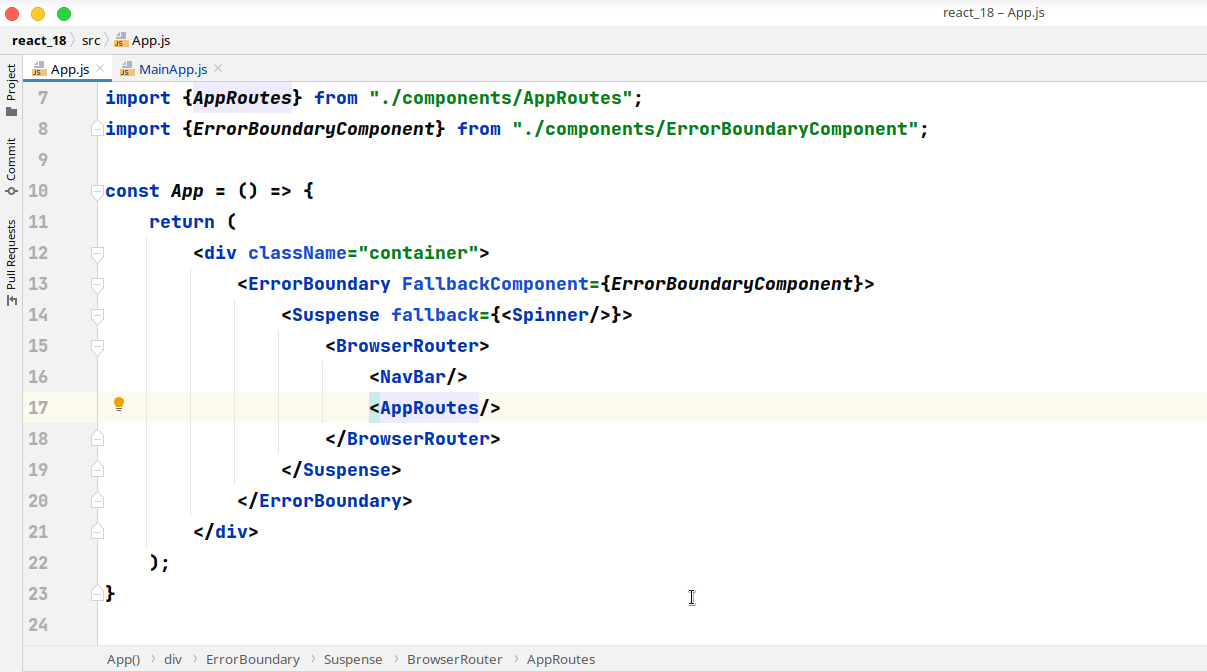 react_18 – App.js
react_18 src JS App.js
JS App.js JS MainApp.js
Project
Commit
Pull Requests
7 import {AppRoutes} from "./components/AppRoutes";
8 import {ErrorBoundaryComponent} from "./components/ErrorBoundaryComponent";
9
10 const App = () => {
11 return (
12 <div className="container">
13 <ErrorBoundary FallbackComponent={ErrorBoundaryComponent}>
14 <Suspense fallback={<Spinner/>}>
15 <BrowserRouter>
16 <NavBar/>
17 <AppRoutes/>
18 </BrowserRouter>
19 </Suspense>
20 </ErrorBoundary>
21 </div>
22 );
23 }
24
App() › div › ErrorBoundary › Suspense › BrowserRouter › AppRoutes